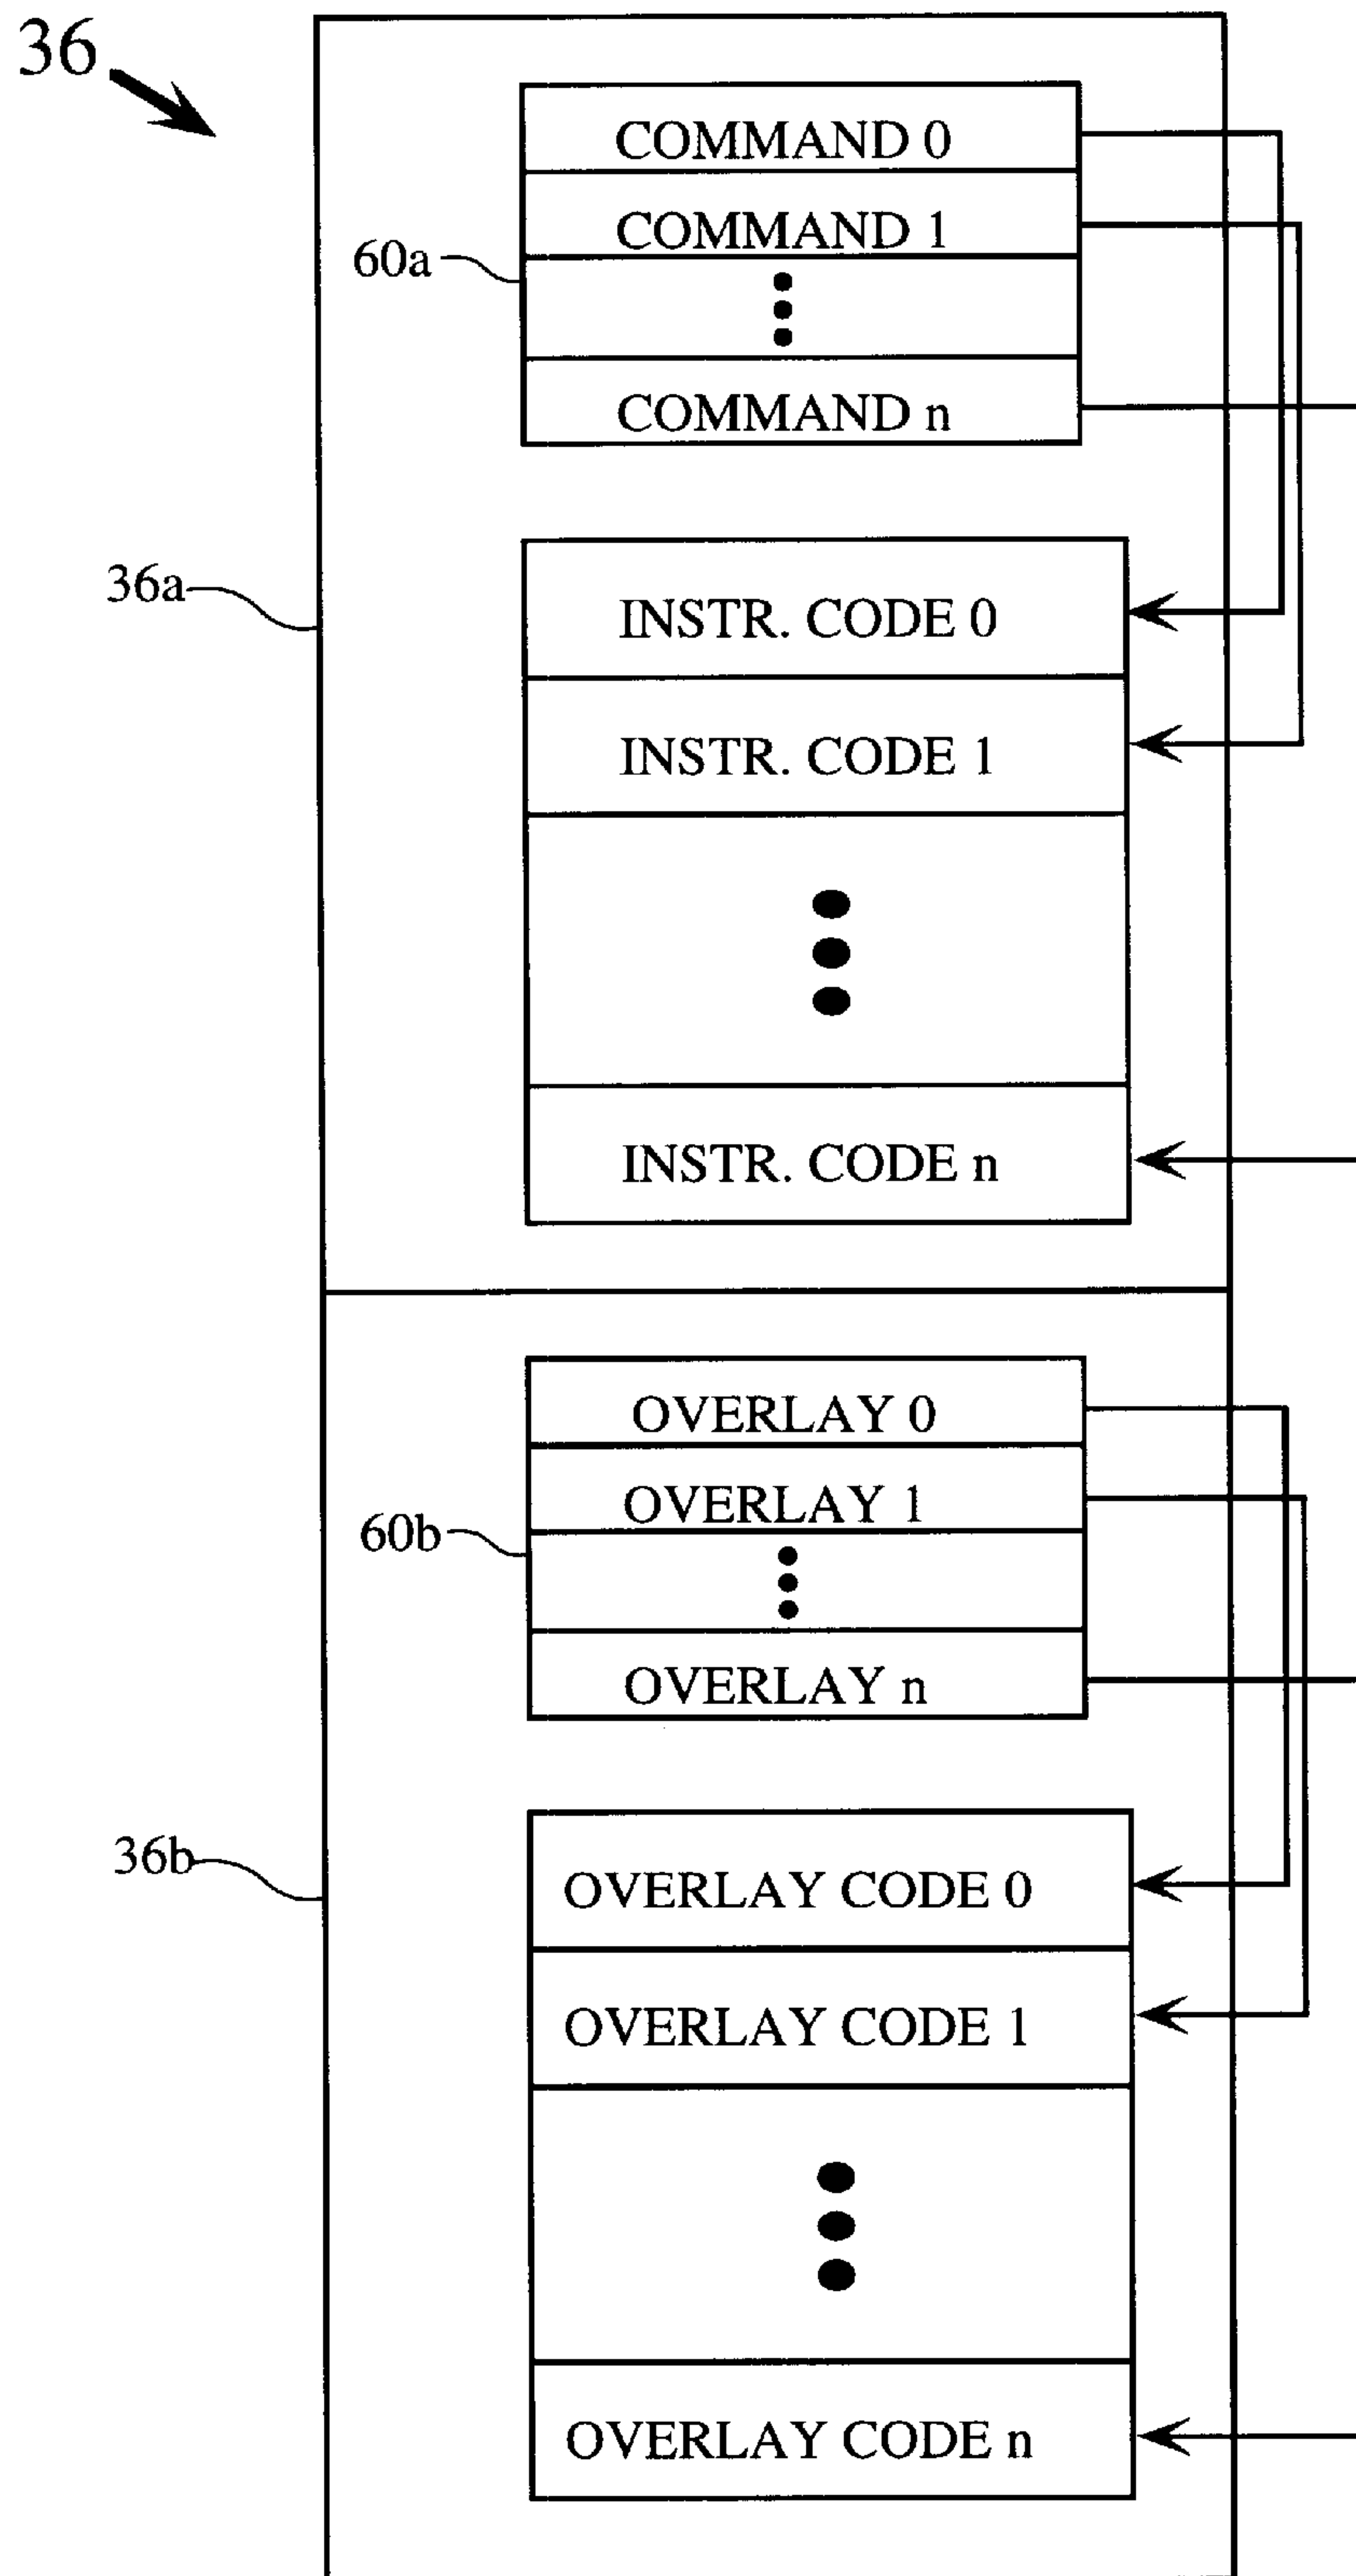 36
COMMAND 0
COMMAND 1
60a
COMMAND n
36a
INSTR. CODE 0
INSTR. CODE 1
INSTR. CODE n
OVERLAY 0
OVERLAY 1
60b
OVERLAY n
36b
OVERLAY CODE 0
OVERLAY CODE 1
OVERLAY CODE n